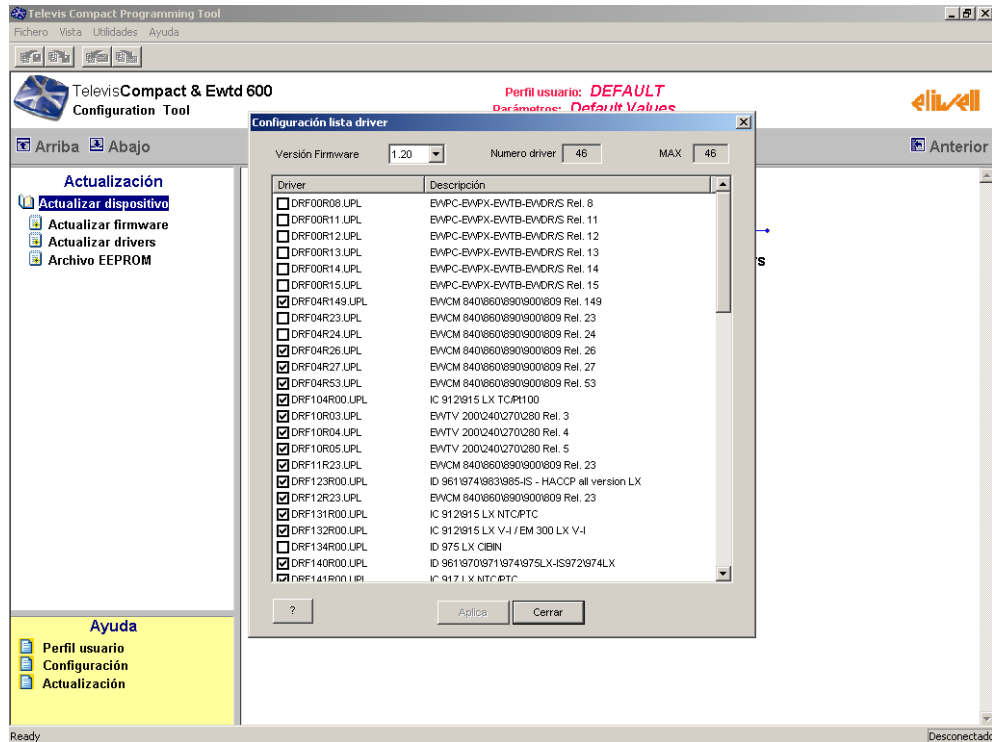 Televis Compact Programming Tool
Fichero Vista Utilidades Ayuda
TelevisCompact & Ewtd 600
Configuration Tool
Perfil usuario: DEFAULT
Parámetros: Default Values
eliwell
Arriba Abajo
Anterior
Actualización
Actualizar dispositivo
Actualizar firmware
Actualizar drivers
Archivo EEPROM
Configuración lista driver
Versión Firmware 1.20 Numero driver 46 MAX 46
Driver Descripción
DRF00R08.UPL EWPC-EWPX-EWTB-EWDR/S Rel. 8
DRF00R11.UPL EWPC-EWPX-EWTB-EWDR/S Rel. 11
DRF00R12.UPL EWPC-EWPX-EWTB-EWDR/S Rel. 12
DRF00R13.UPL EWPC-EWPX-EWTB-EWDR/S Rel. 13
DRF00R14.UPL EWPC-EWPX-EWTB-EWDR/S Rel. 14
DRF00R15.UPL EWPC-EWPX-EWTB-EWDR/S Rel. 15
DRF04R149.UPL EWCM 840\860\890\900\809 Rel. 149
DRF04R23.UPL EWCM 840\860\890\900\809 Rel. 23
DRF04R24.UPL EWCM 840\860\890\900\809 Rel. 24
DRF04R26.UPL EWCM 840\860\890\900\809 Rel. 26
DRF04R27.UPL EWCM 840\860\890\900\809 Rel. 27
DRF04R53.UPL EWCM 840\860\890\900\809 Rel. 53
DRF104R00.UPL IC 912\915 LX TC/Pt100
DRF10R03.UPL EWTV 200\240\270\280 Rel. 3
DRF10R04.UPL EWTV 200\240\270\280 Rel. 4
DRF10R05.UPL EWTV 200\240\270\280 Rel. 5
DRF11R23.UPL EWCM 840\860\890\900\809 Rel. 23
DRF123R00.UPL ID 961\974\983\985-IS - HACCP all version LX
DRF12R23.UPL EWCM 840\860\890\900\809 Rel. 23
DRF131R00.UPL IC 912\915 LX NTC/PTC
DRF132R00.UPL IC 912\915 LX V-I / EM 300 LX V-I
DRF134R00.UPL ID 975 LX CIBIN
DRF140R00.UPL ID 961\970\971\974\975LX-IS972\974LX
DRF141R00.UPL IC 917 LX NTC/PTC
? Aplica Cerrar
Ayuda
Perfil usuario
Configuración
Actualización
Ready Desconectado